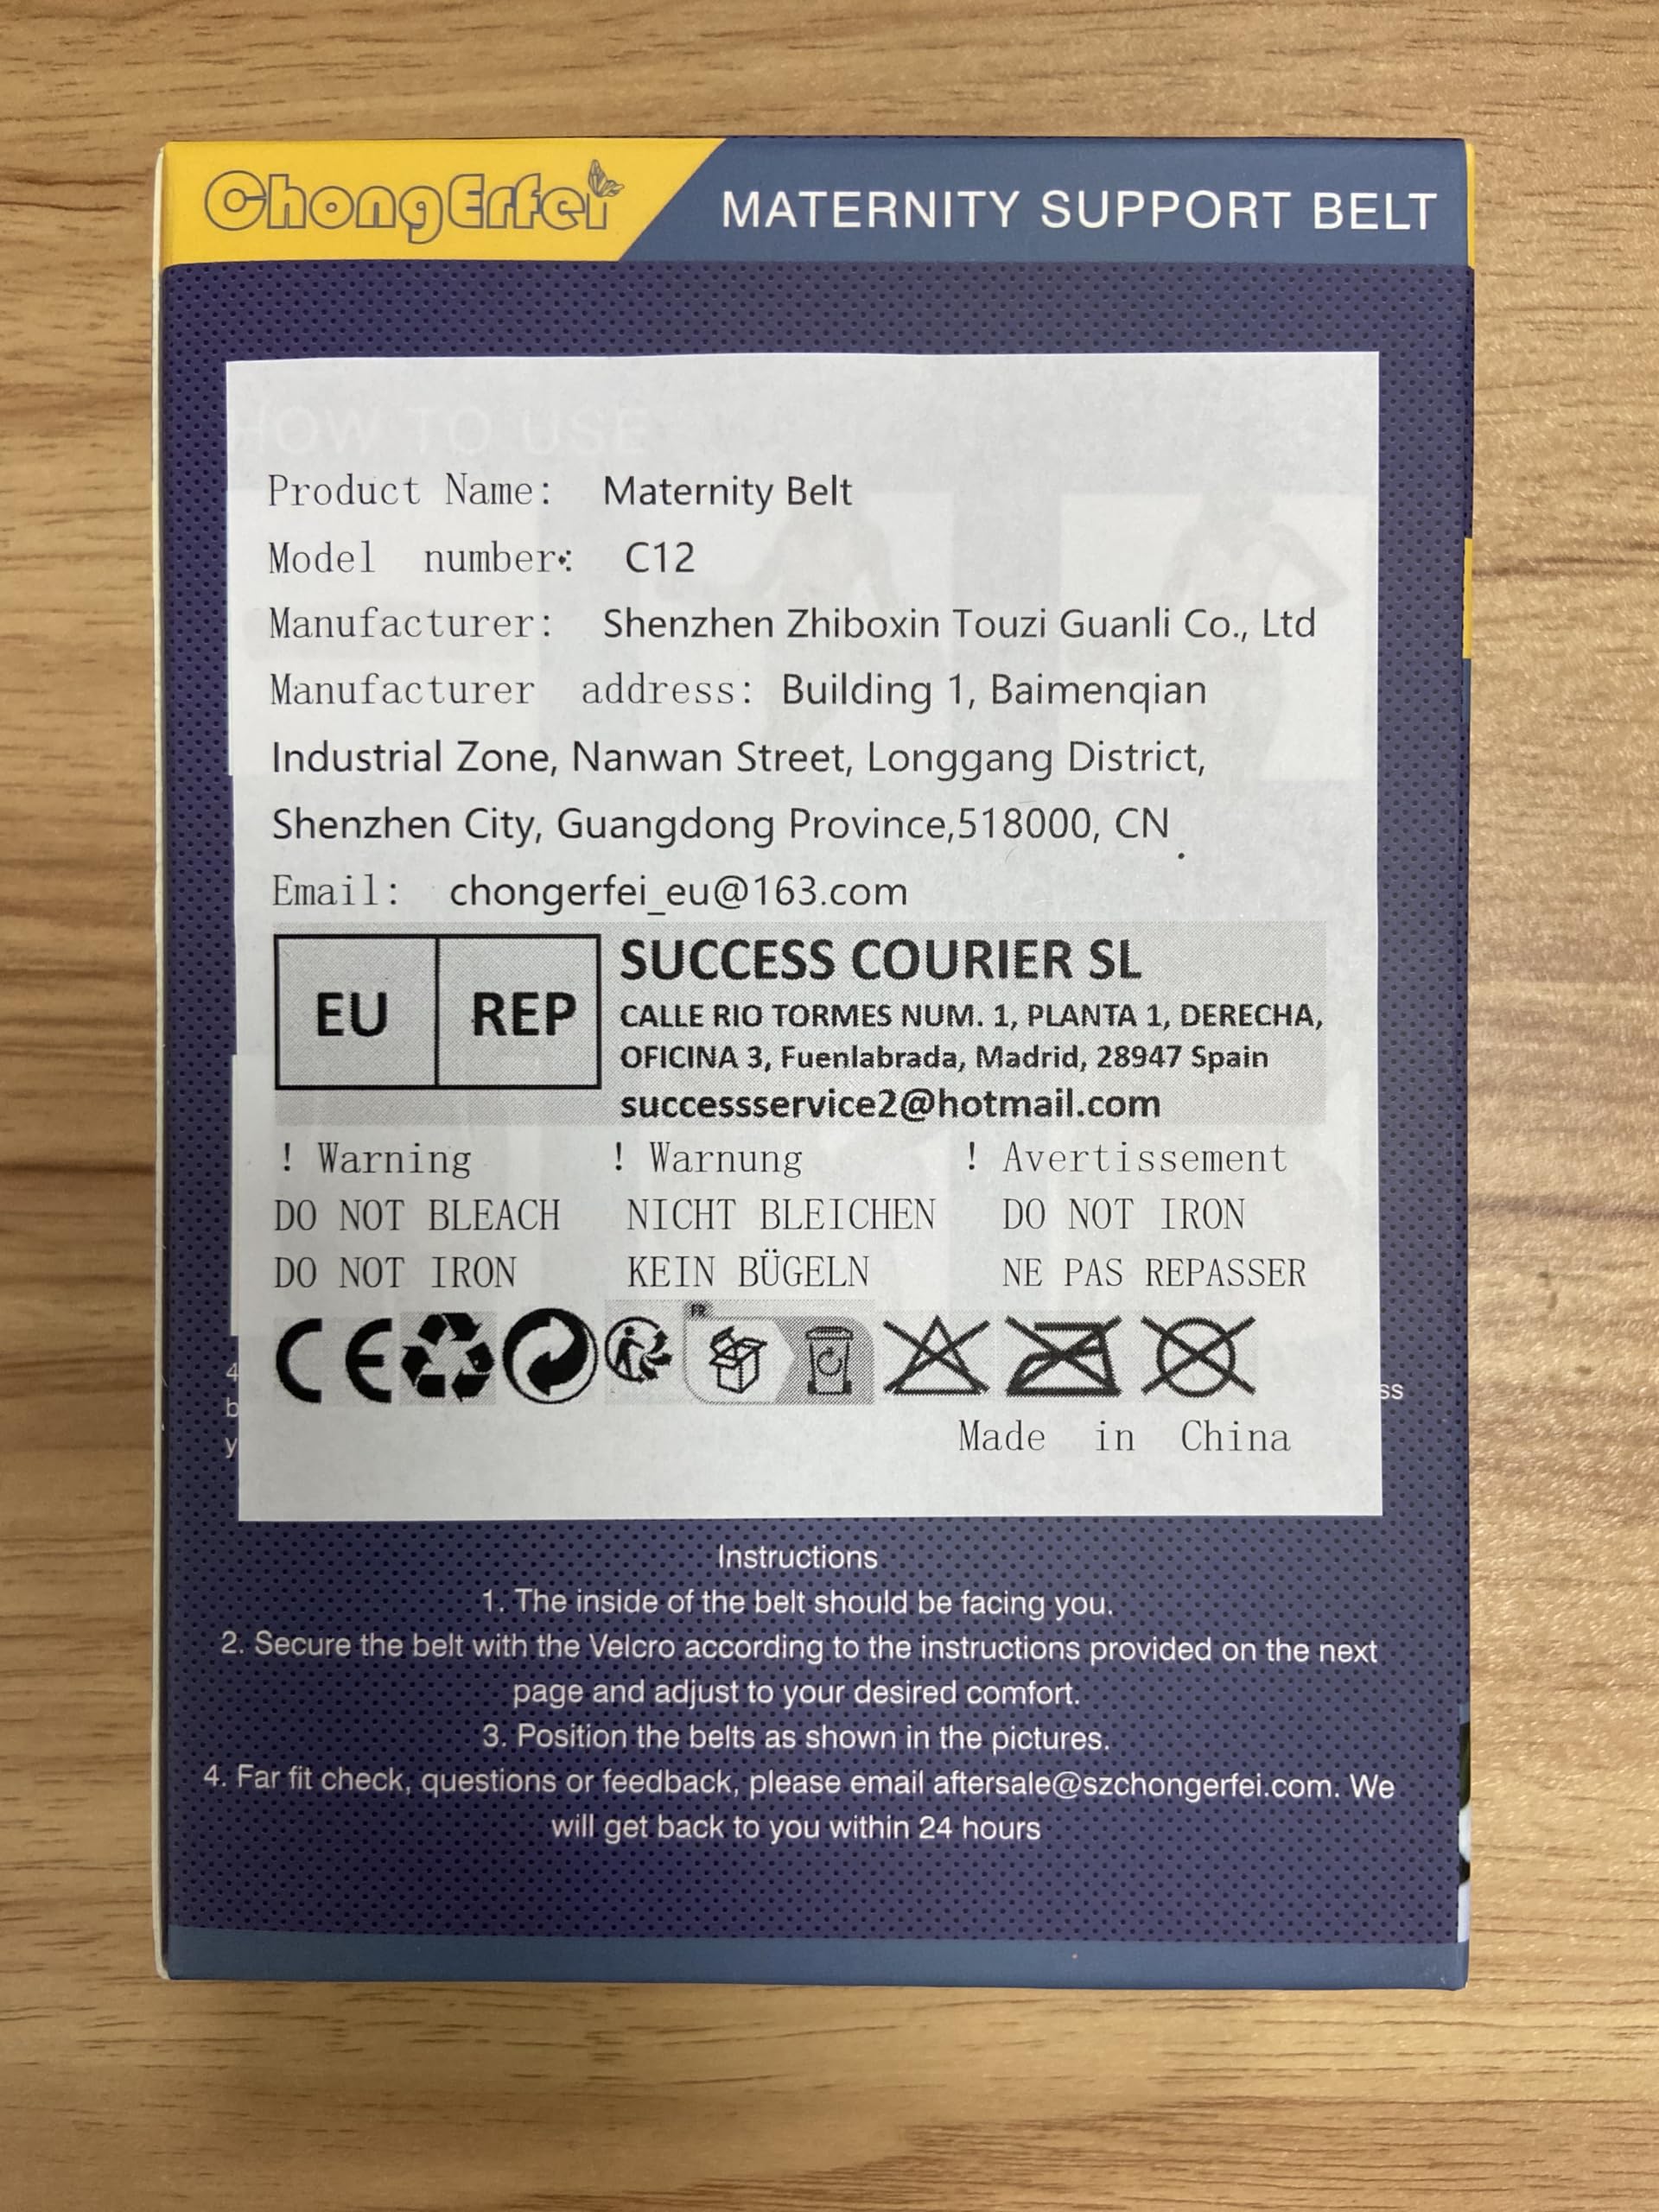 ChongErfei
MATERNITY SUPPORT BELT
HOW TO USE
Product Name: Maternity Belt
Model number: C12
Manufacturer: Shenzhen Zhiboxin Touzi Guanli Co., Ltd
Manufacturer address: Building 1, Baimenqian
Industrial Zone, Nanwan Street, Longgang District,
Shenzhen City, Guangdong Province,518000, CN
Email: chongerfei_eu@163.com
EU REP
SUCCESS COURIER SL
CALLE RIO TORMES NUM. 1, PLANTA 1, DERECHA,
OFICINA 3, Fuenlabrada, Madrid, 28947 Spain
successservice2@hotmail.com
! Warning ! Warnung ! Avertissement
DO NOT BLEACH NICHT BLEICHEN DO NOT IRON
DO NOT IRON KEIN BÜGELN NE PAS REPASSER
CE FR
Made in China
Instructions
1. The inside of the belt should be facing you.
2. Secure the belt with the Velcro according to the instructions provided on the next
page and adjust to your desired comfort.
3. Position the belts as shown in the pictures.
4. Far fit check, questions or feedback, please email aftersale@szchongerfei.com. We
will get back to you within 24 hours